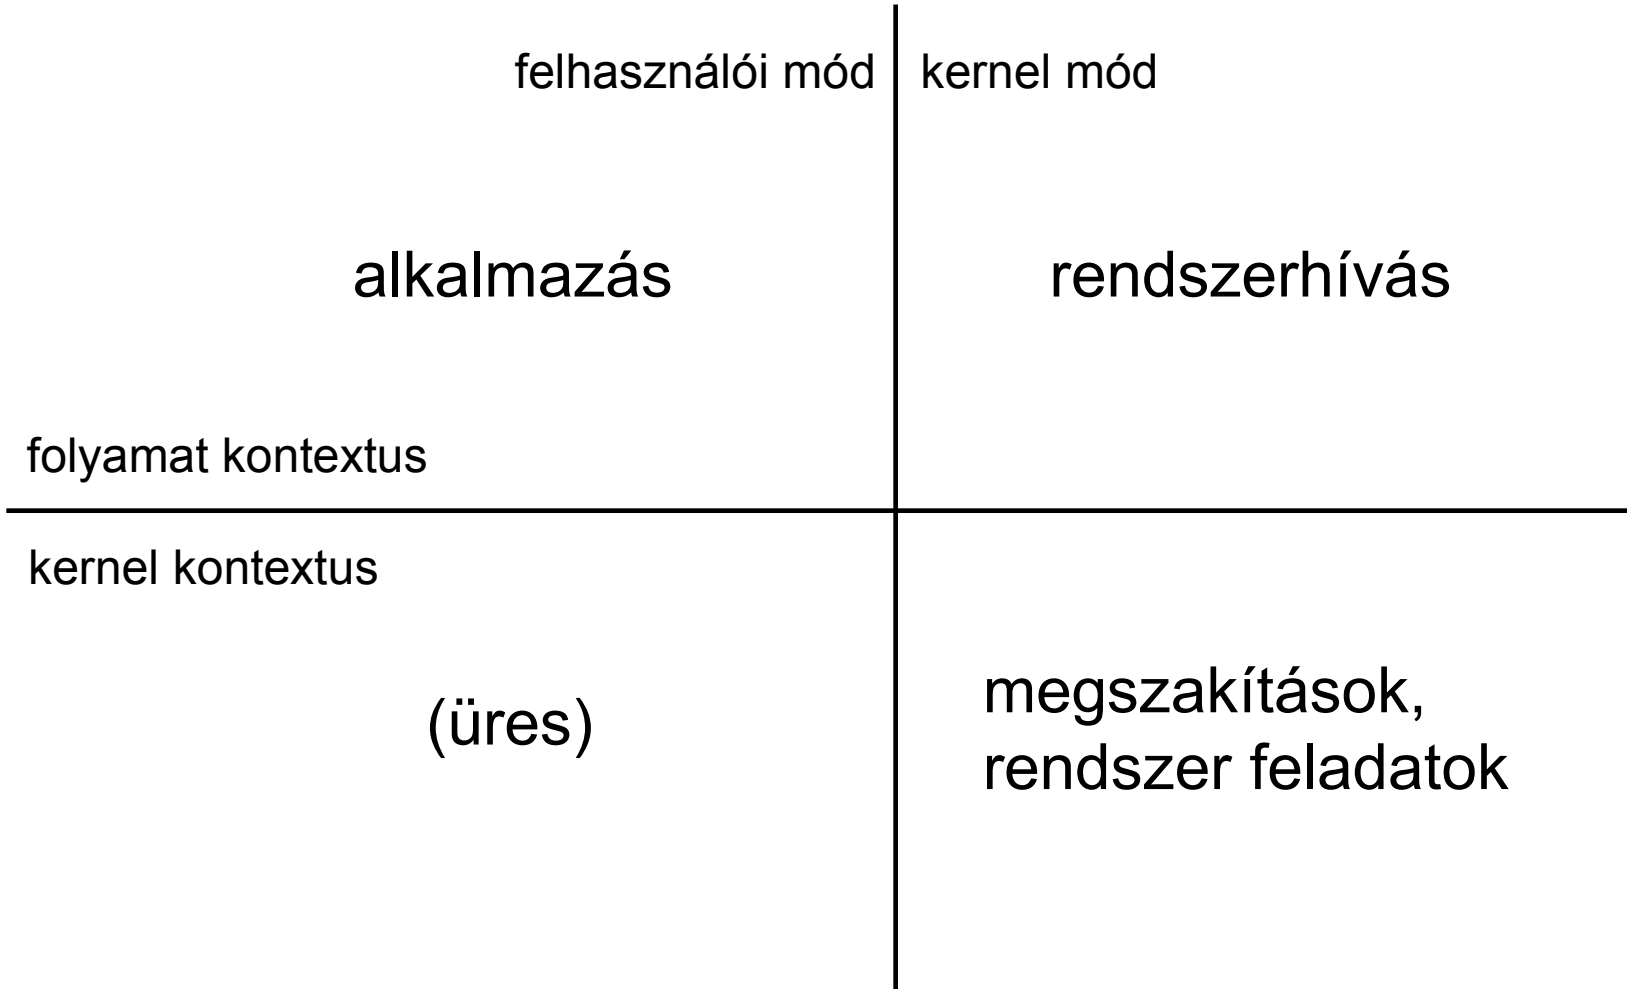 felhasználói mód
kernel mód
alkalmazás
rendszerhívás
folyamat kontextus
kernel kontextus
(üres)
megszakítások,
rendszer feladatok